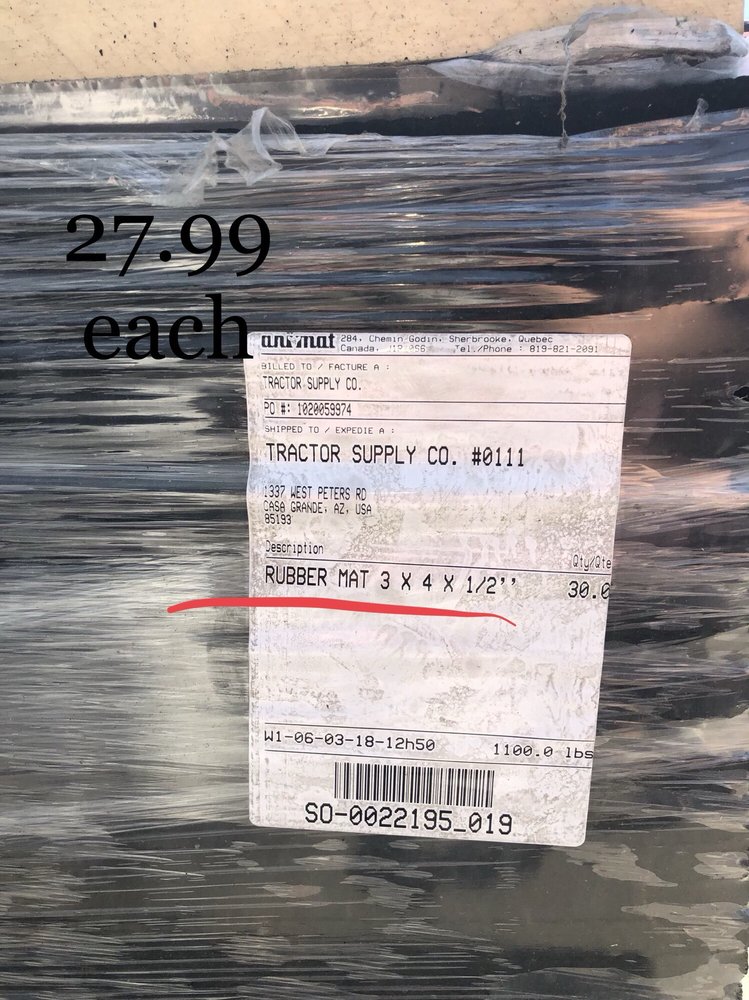 27.99
each
animat 284, Chemin Godin, Sherbrooke, Quebec
Canada, Tel./Phone : 819-821-2091
BILLED TO / FACTURE A :
TRACTOR SUPPLY CO.
PO #: 1020059974
SHIPPED TO / EXPEDIE A :
TRACTOR SUPPLY CO. #0111
1337 WEST PETERS RD
CASA GRANDE, AZ, USA
85193
Description Qty/Qte
RUBBER MAT 3 X 4 X 1/2'' 30.0
W1-06-03-18-12h50 1100.0 lbs
SO-0022195_019